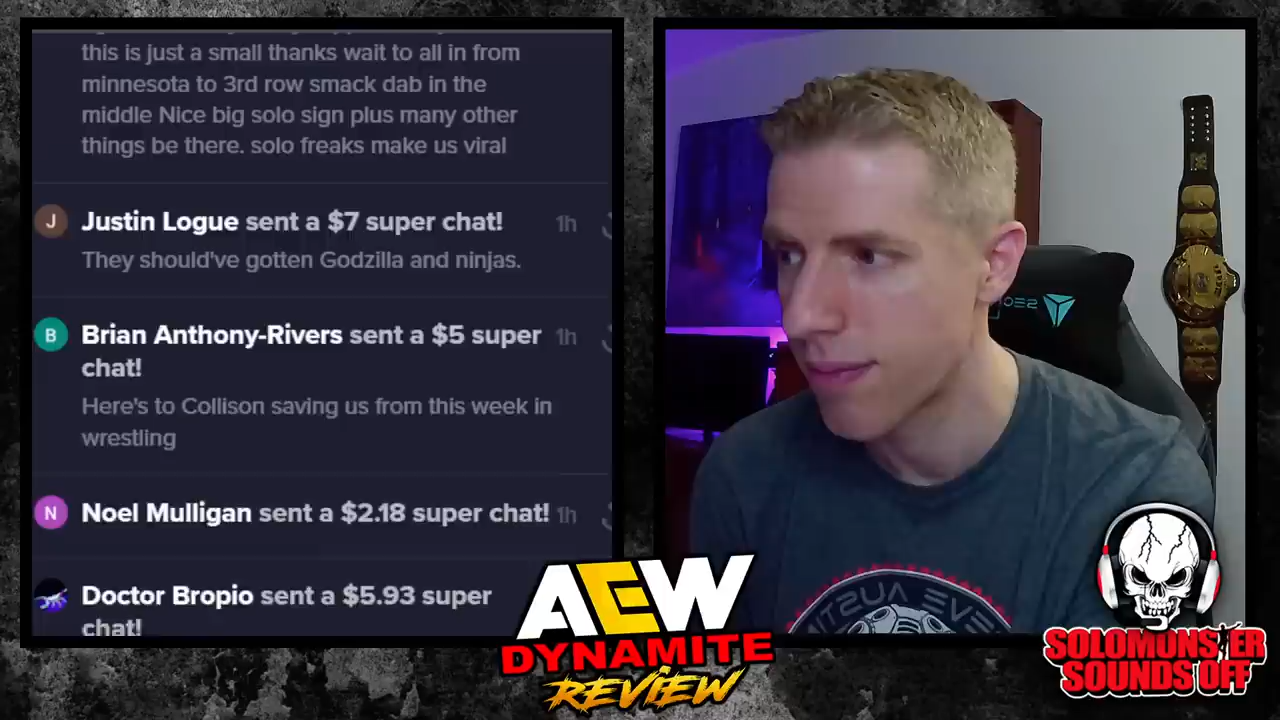 this is just a small thanks wait to all in from
minnesota to 3rd row smack dab in the
middle Nice big solo sign plus many other
things be there. solo freaks make us viral
J
Justin Logue sent a $7 super chat!
1h
They should've gotten Godzilla and ninjas.
B
Brian Anthony-Rivers sent a $5 super
1h
chat!
Here's to Collison saving us from this week in
wrestling
N
Noel Mulligan sent a $2.18 super chat!
1h
Doctor Bropio sent a $5.93 super
chat!
AEW
DYNAMITE
REVIEW
STEVE AUSTIN
SOLOMONSTER
SOUNDS OFF